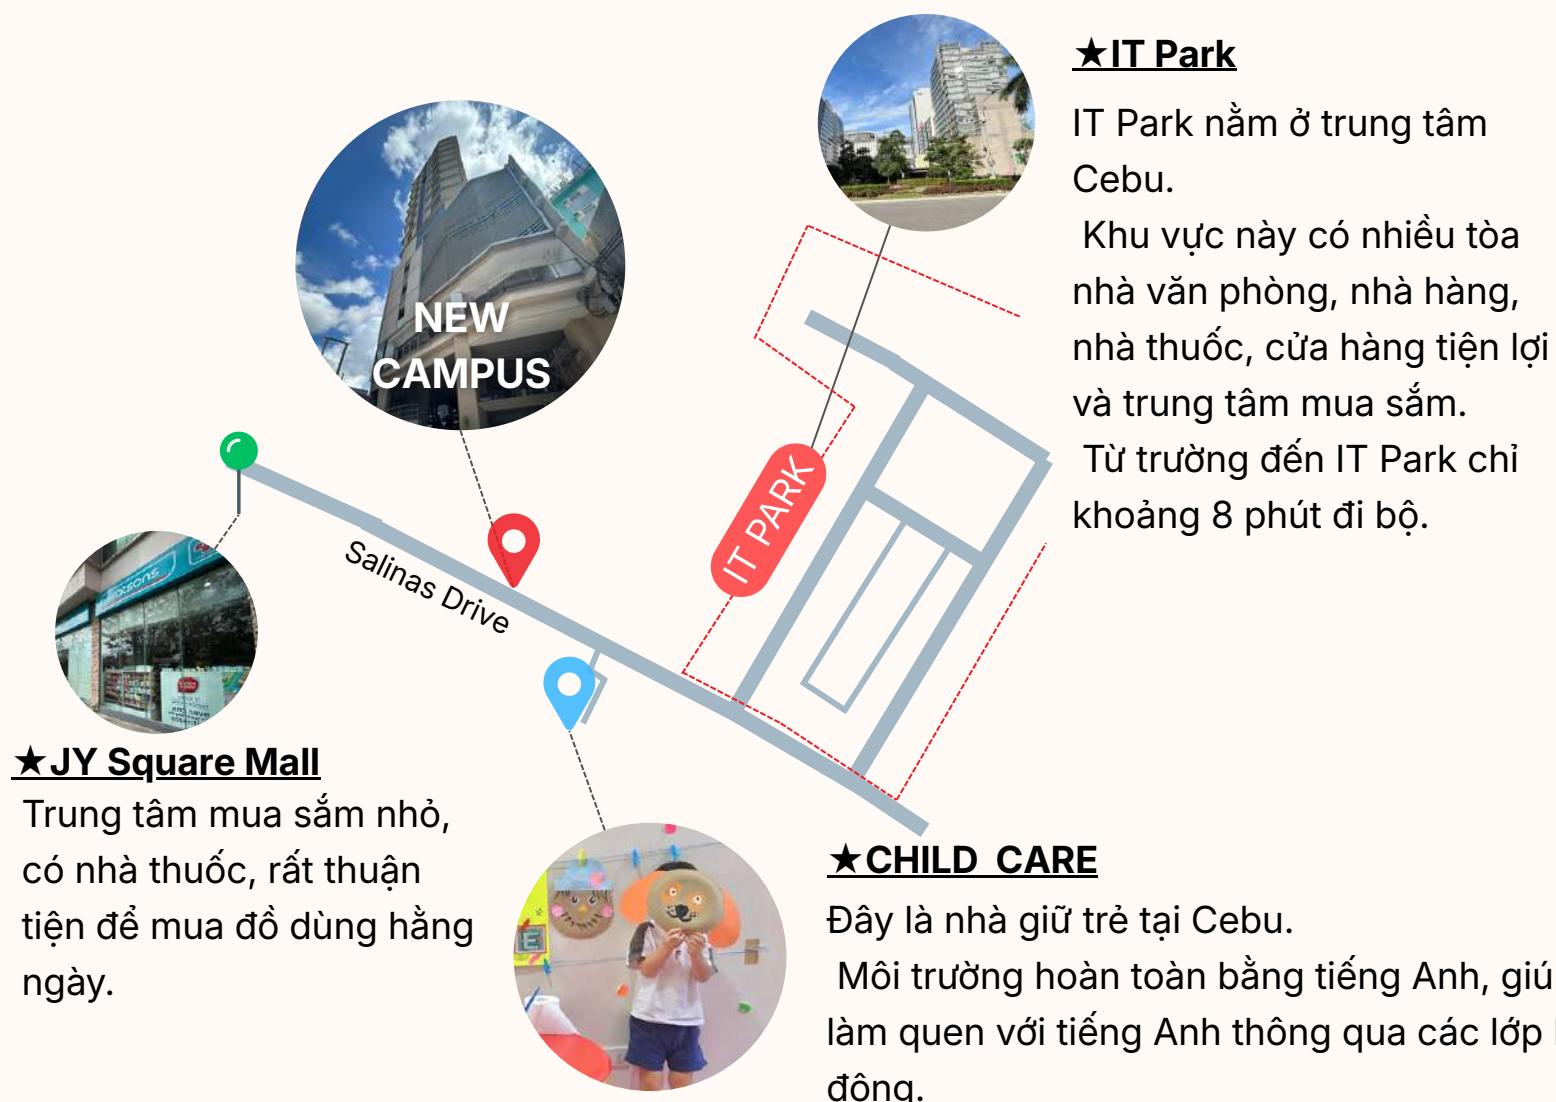 ★IT Park
IT Park nằm ở trung tâm
Cebu.
Khu vực này có nhiều tòa
nhà văn phòng, nhà hàng,
nhà thuốc, cửa hàng tiện lợi
và trung tâm mua sắm.
Từ trường đến IT Park chỉ
khoảng 8 phút đi bộ.
NEW
CAMPUS
IT PARK
Salinas Drive
★JY Square Mall
Trung tâm mua sắm nhỏ,
có nhà thuốc, rất thuận
tiện để mua đồ dùng hằng
ngày.
★CHILD CARE
Đây là nhà giữ trẻ tại Cebu.
Môi trường hoàn toàn bằng tiếng Anh, giú
làm quen với tiếng Anh thông qua các lớp
động.